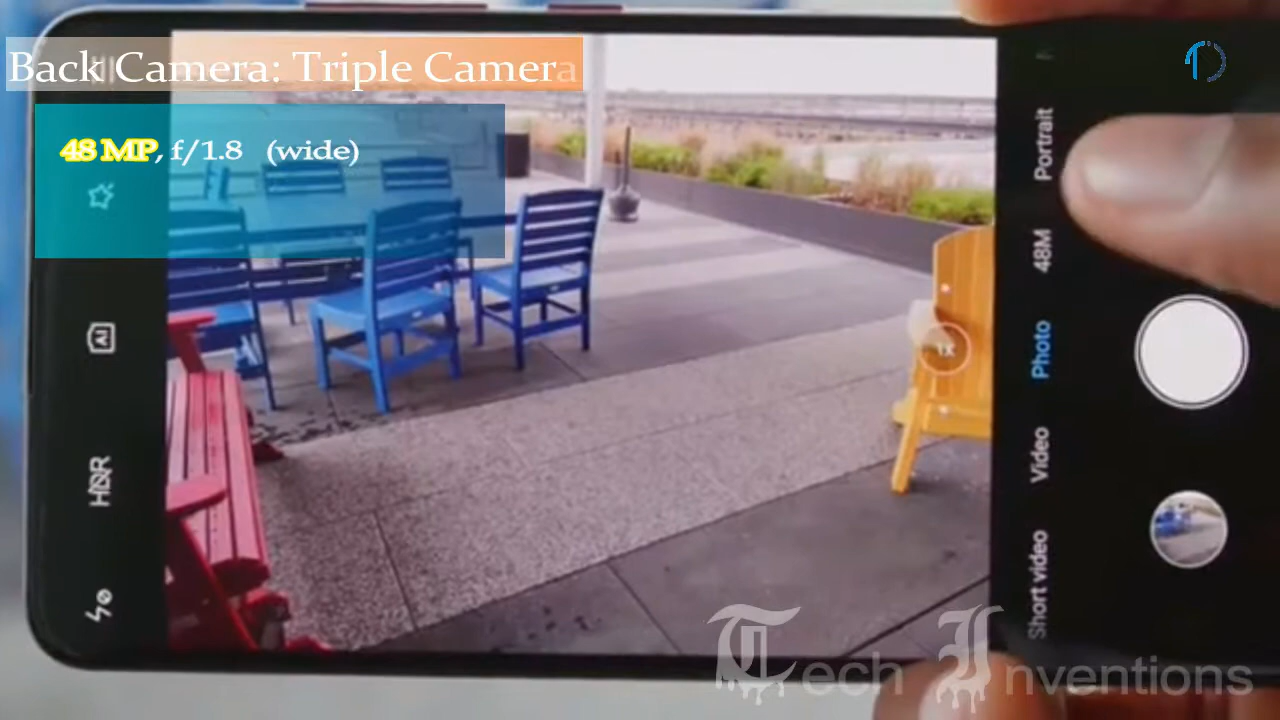 Back Camera: Triple Camera
48 MP, f/1.8 (wide)
AI
HDR
1X
Portrait
48M
Photo
Video
Short video
Tech Inventions